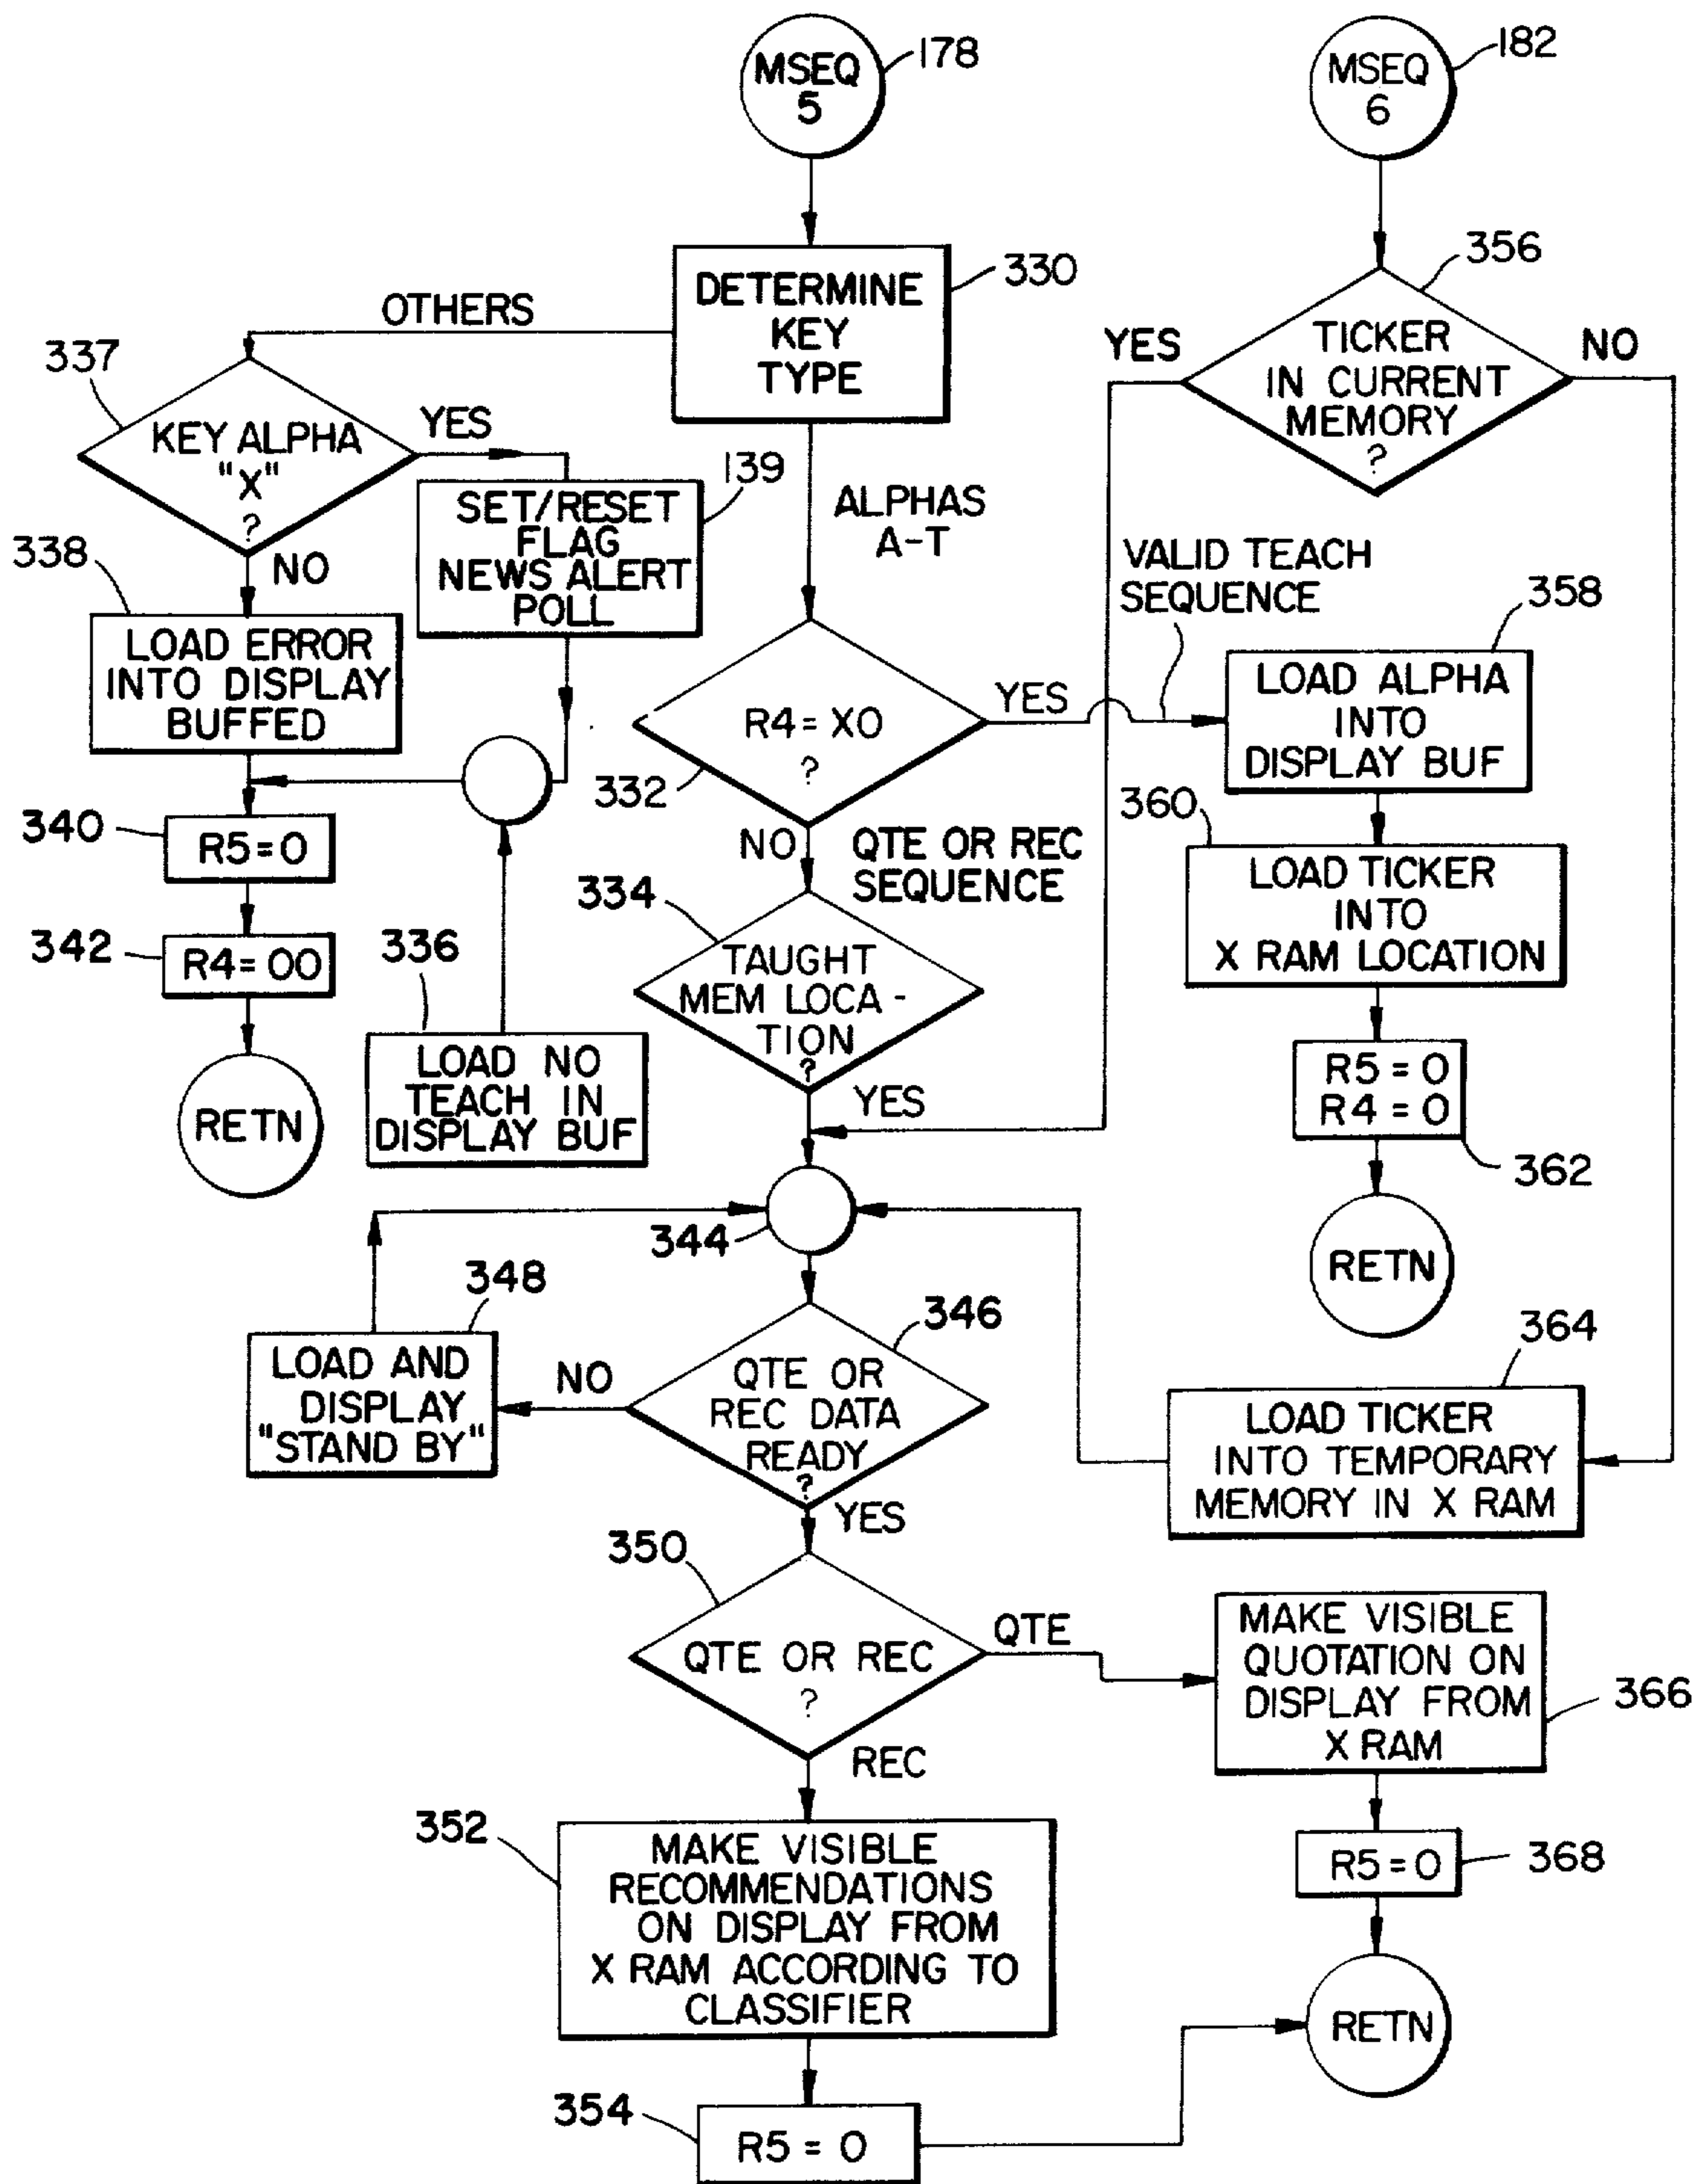 MSEQ
5
178
MSEQ
6
182
DETERMINE
KEY
TYPE
330
OTHERS
337
KEY ALPHA
"X"
?
YES
NO
139
SET/RESET
FLAG
NEWS ALERT
POLL
338
LOAD ERROR
INTO DISPLAY
BUFFED
340
R5=0
342
R4=00
RETN
336
LOAD NO
TEACH IN
DISPLAY BUF
ALPHAS
A-T
R4=X0
?
332
YES
NO
QTE OR REC
SEQUENCE
334
TAUGHT
MEM LOCA-
TION
?
YES
356
TICKER
IN CURRENT
MEMORY
?
YES
NO
VALID TEACH
SEQUENCE
358
LOAD ALPHA
INTO
DISPLAY BUF
360
LOAD TICKER
INTO
X RAM LOCATION
R5=0
R4=0
362
RETN
344
348
LOAD AND
DISPLAY
"STAND BY"
NO
346
QTE OR
REC DATA
READY
?
YES
364
LOAD TICKER
INTO TEMPORARY
MEMORY IN X RAM
350
QTE OR REC
?
QTE
REC
MAKE VISIBLE
QUOTATION ON
DISPLAY FROM
X RAM
366
R5=0
368
352
MAKE VISIBLE
RECOMMENDATIONS
ON DISPLAY FROM
X RAM ACCORDING TO
CLASSIFIER
RETN
354
R5=0